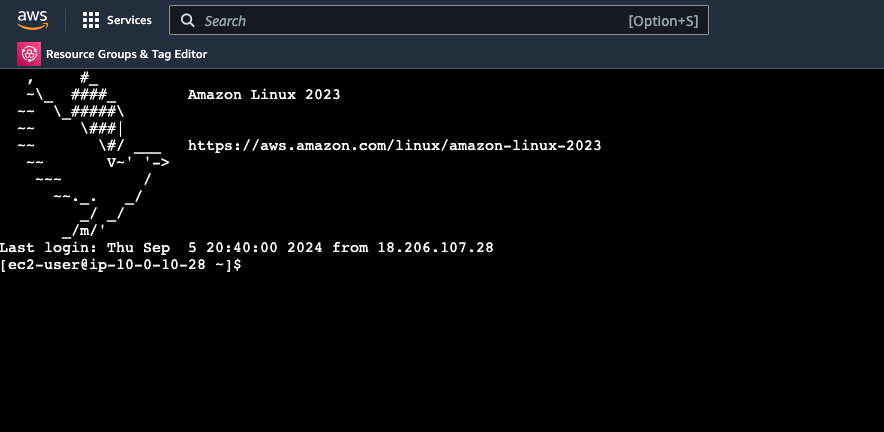 aws
Services
Search [Option+S]
Resource Groups & Tag Editor
   ,     #_
   ~\_  ####_        Amazon Linux 2023
  ~~  \_#####\
  ~~     \###|
  ~~       \#/ ___   https://aws.amazon.com/linux/amazon-linux-2023
   ~~       V~' '->
    ~~~         /
      ~~._.   _/
         _/ _/
       _/m/'
Last login: Thu Sep  5 20:40:00 2024 from 18.206.107.28
[ec2-user@ip-10-0-10-28 ~]$